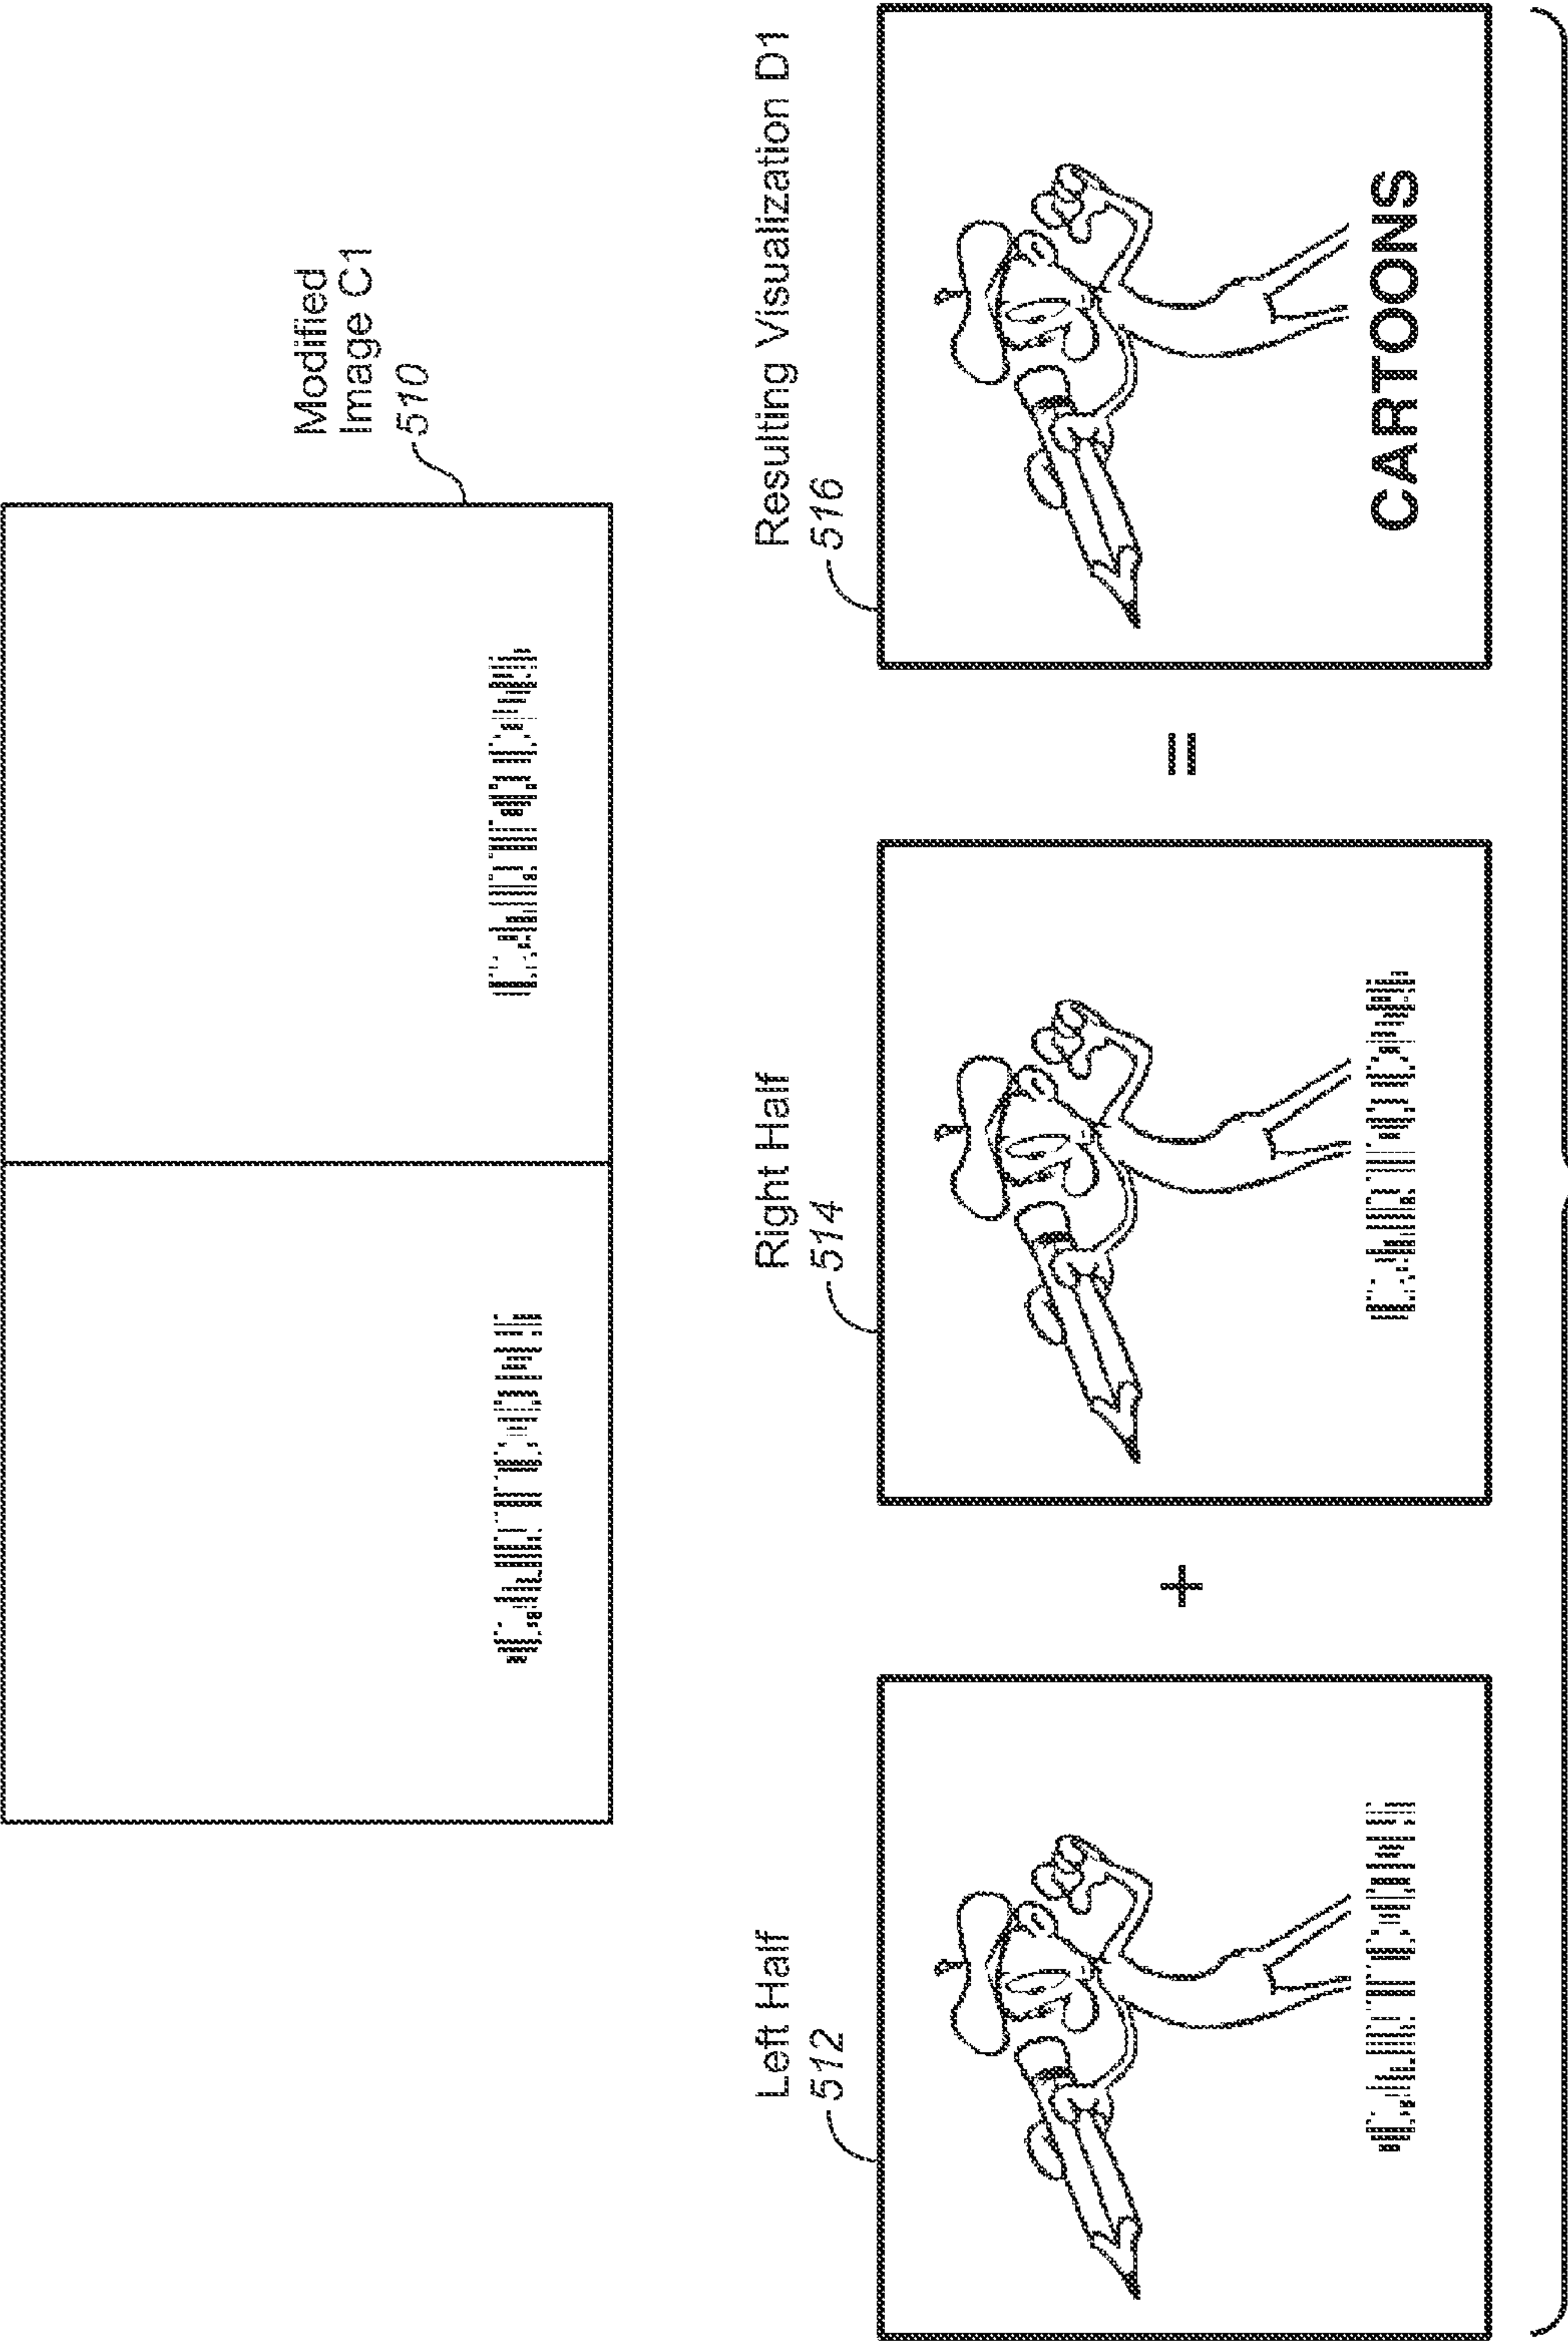 Modified
Image C1
510
Left Half
512
+
Right Half
514
=
Resulting Visualization D1
516
CARTOONS